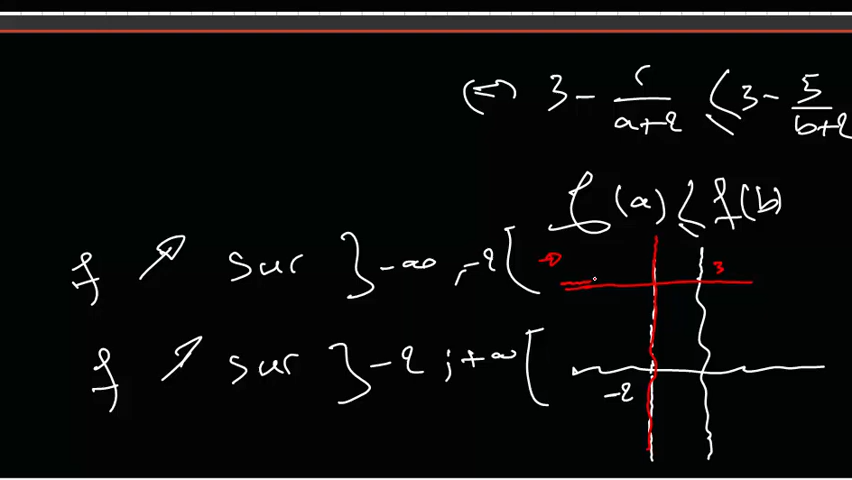 (⇔) 3 - 5/(a+2) < 3 - 5/(b+2)
f(a) < f(b)
f ↗ sur ]-∞, -2[
3
f ↗ sur ]-2; +∞[
-2